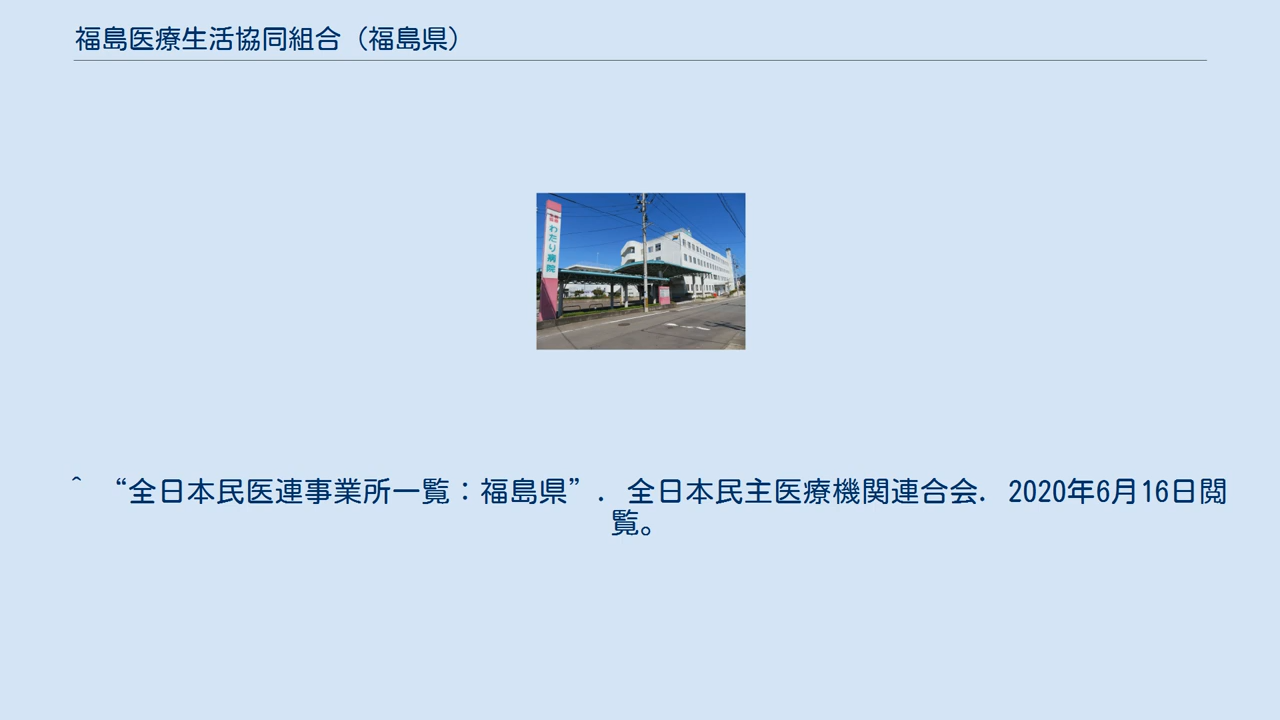 福島医療生活協同組合（福島県）
わたり病院
^ “全日本民医連事業所一覧：福島県”. 全日本民主医療機関連合会. 2020年6月16日閲
覧。